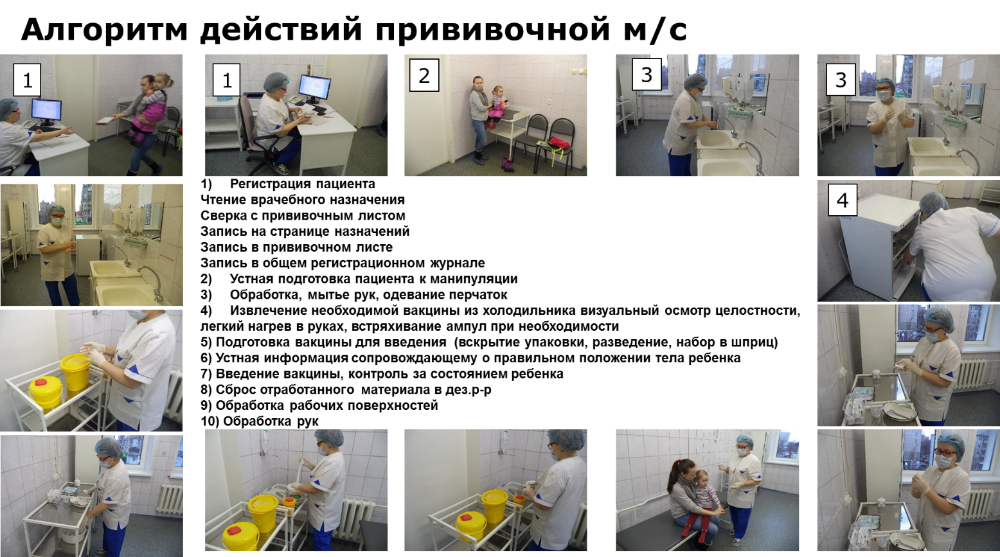 Алгоритм действий прививочной м/с
1
1
2
3
3
4
1) Регистрация пациента
Чтение врачебного назначения
Сверка с прививочным листом
Запись на странице назначений
Запись в прививочном листе
Запись в общем регистрационном журнале
2) Устная подготовка пациента к манипуляции
3) Обработка, мытье рук, одевание перчаток
4) Извлечение необходимой вакцины из холодильника визуальный осмотр целостности,
легкий нагрев в руках, встряхивание ампул при необходимости
5) Подготовка вакцины для введения (вскрытие упаковки, разведение, набор в шприц)
6) Устная информация сопровождающему о правильном положении тела ребенка
7) Введение вакцины, контроль за состоянием ребенка
8) Сброс отработанного материала в дез.р-р
9) Обработка рабочих поверхностей
10) Обработка рук